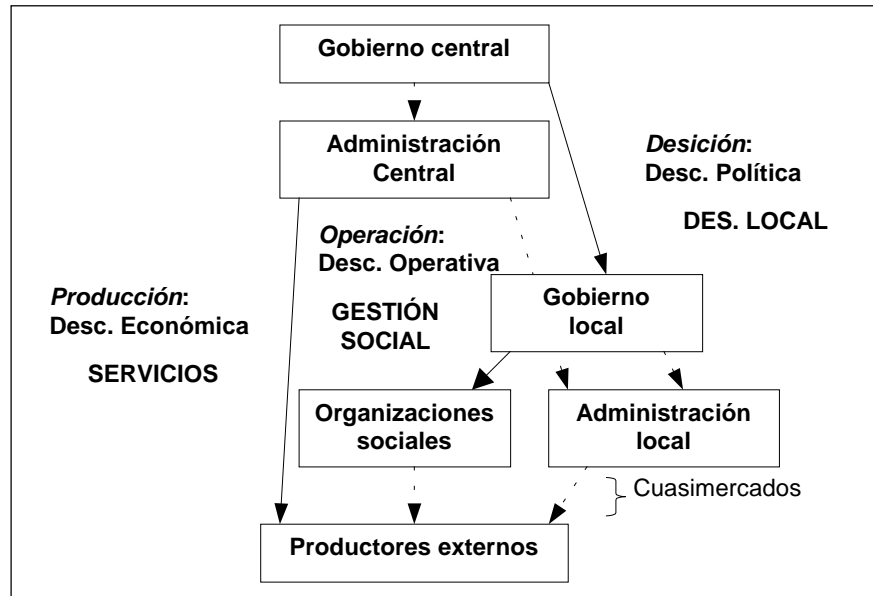 Gobierno central
Administración
Central
Desición:
Desc. Política
DES. LOCAL
Operación:
Desc. Operativa
GESTIÓN
SOCIAL
Producción:
Desc. Económica
SERVICIOS
Gobierno
local
Organizaciones
sociales
Administración
local
Cuasimercados
Productores externos